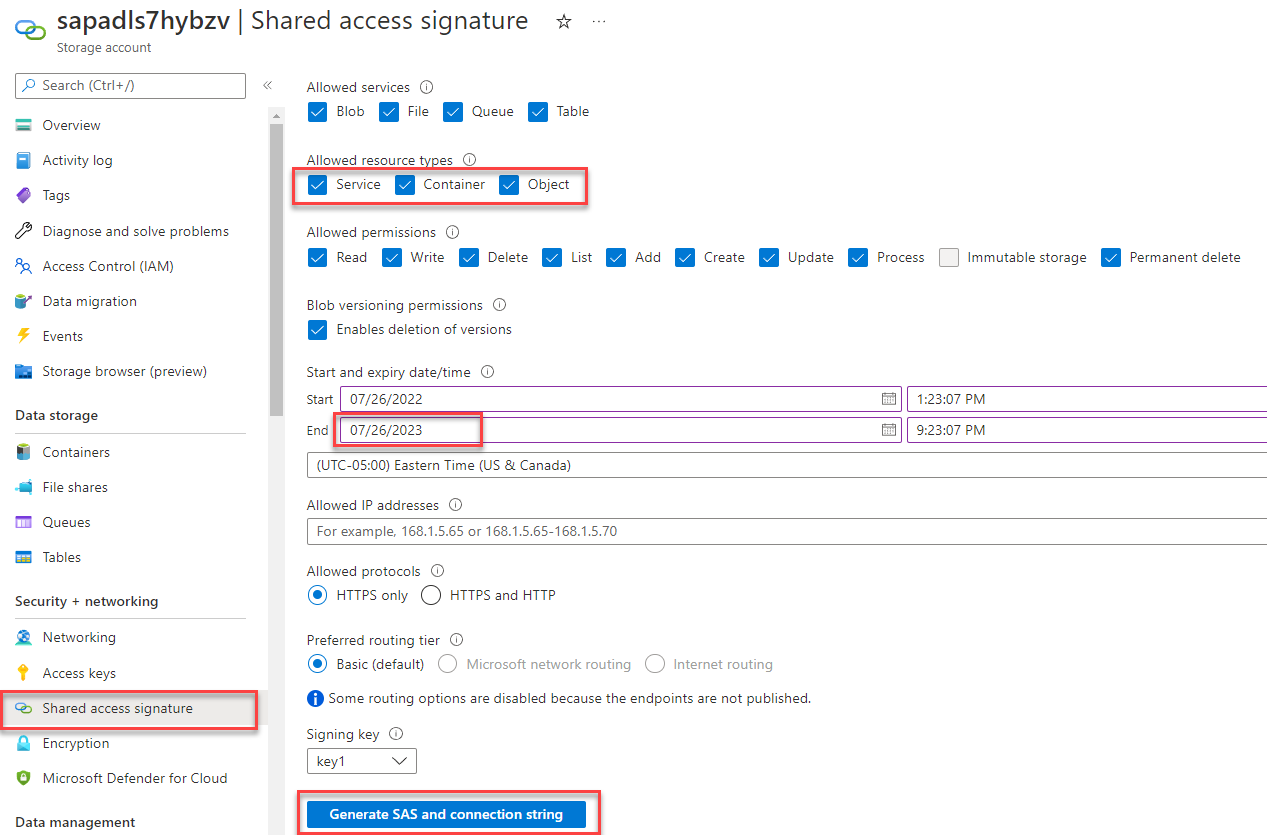 sapadls7hybzv | Shared access signature
Storage account
Search (Ctrl+/)
Overview
Activity log
Tags
Diagnose and solve problems
Access Control (IAM)
Data migration
Events
Storage browser (preview)
Data storage
Containers
File shares
Queues
Tables
Security + networking
Networking
Access keys
Shared access signature
Encryption
Microsoft Defender for Cloud
Data management
Allowed services
Blob File Queue Table
Allowed resource types
Service Container Object
Allowed permissions
Read Write Delete List Add Create Update Process Immutable storage Permanent delete
Blob versioning permissions
Enables deletion of versions
Start and expiry date/time
Start 07/26/2022 1:23:07 PM
End 07/26/2023 9:23:07 PM
(UTC-05:00) Eastern Time (US & Canada)
Allowed IP addresses
For example, 168.1.5.65 or 168.1.5.65-168.1.5.70
Allowed protocols
HTTPS only HTTPS and HTTP
Preferred routing tier
Basic (default) Microsoft network routing Internet routing
Some routing options are disabled because the endpoints are not published.
Signing key
key1
Generate SAS and connection string